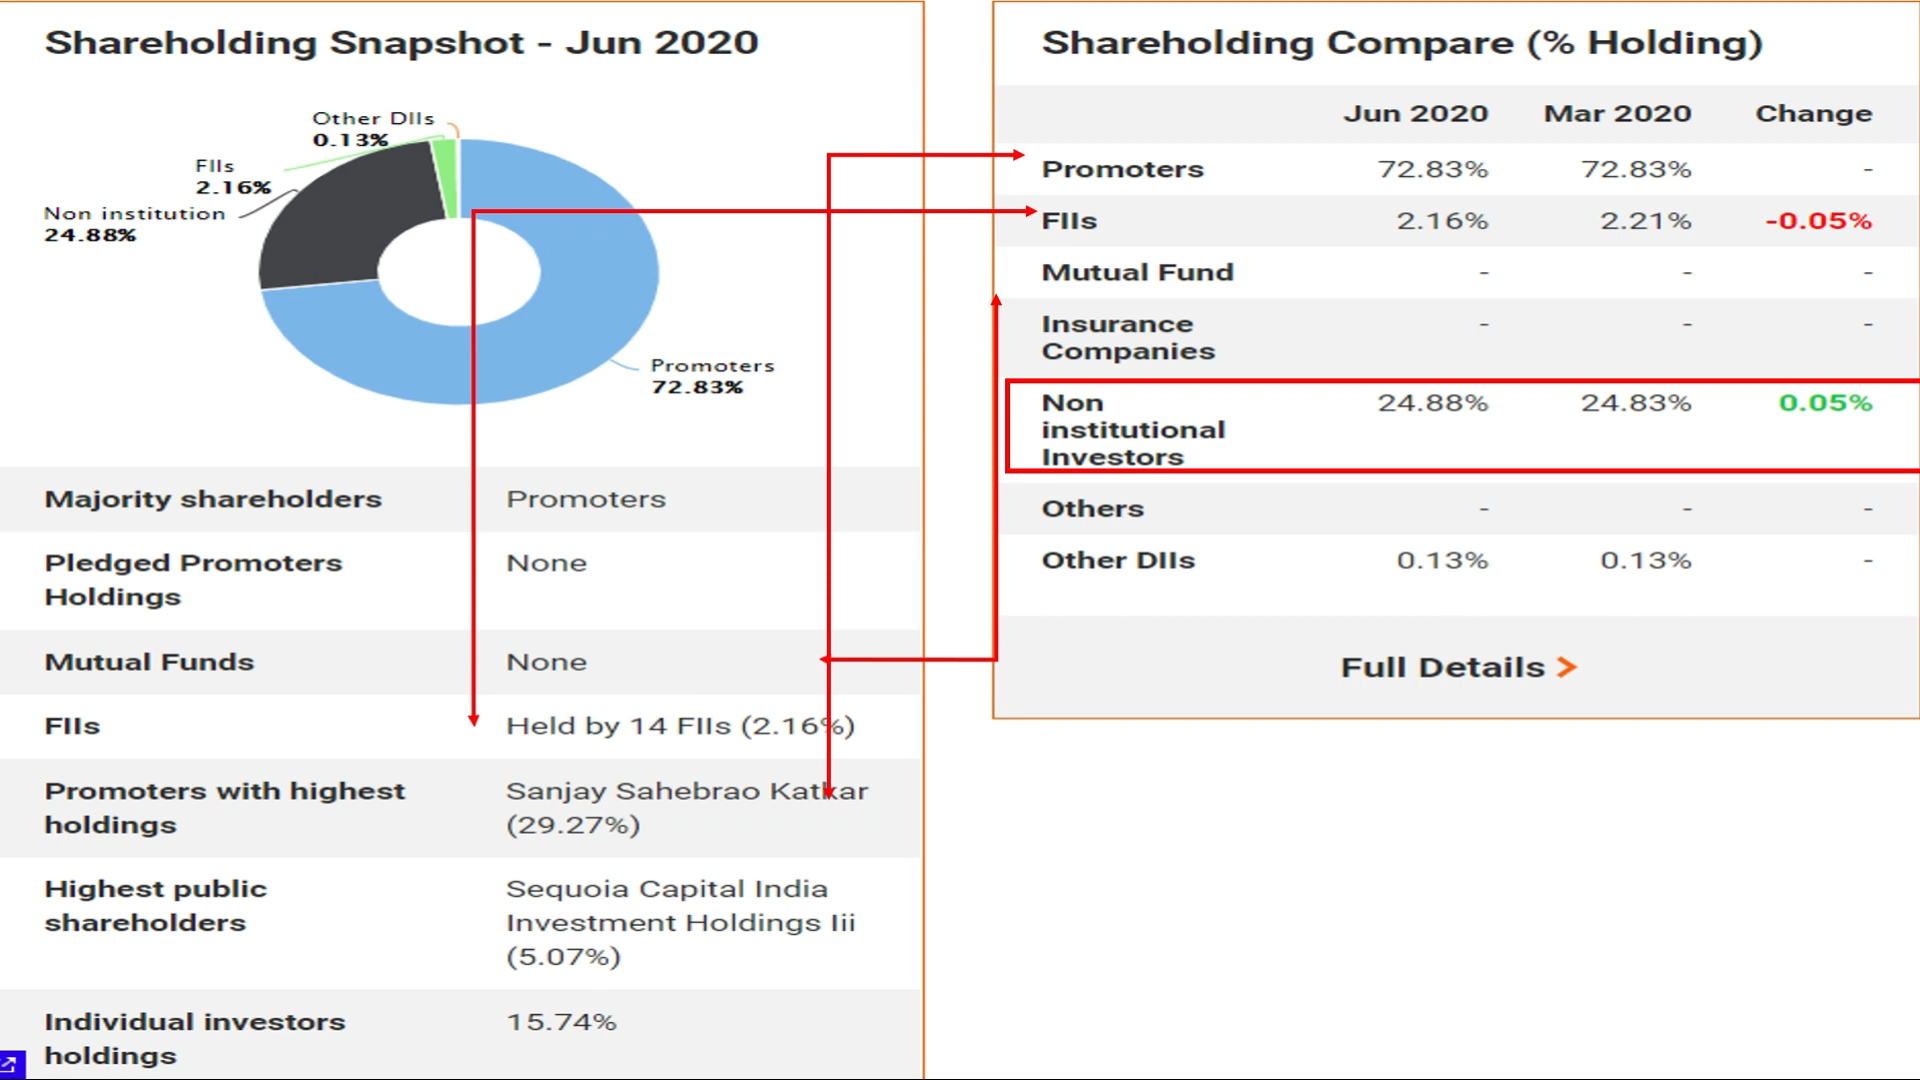 Shareholding Snapshot - Jun 2020
Other DIIs
0.13%
FIIs
2.16%
Non institution
24.88%
Promoters
72.83%
Majority shareholders Promoters
Pledged Promoters None
Holdings
Mutual Funds None
FIIs Held by 14 FIIs (2.16%)
Promoters with highest Sanjay Sahebrao Katkar
holdings (29.27%)
Highest public Sequoia Capital India
shareholders Investment Holdings Iii
(5.07%)
Individual investors 15.74%
holdings
Shareholding Compare (% Holding)
Jun 2020 Mar 2020 Change
Promoters 72.83% 72.83% -
FIIs 2.16% 2.21% -0.05%
Mutual Fund - - -
Insurance - - -
Companies
Non 24.88% 24.83% 0.05%
institutional
Investors
Others - - -
Other DIIs 0.13% 0.13% -
Full Details >